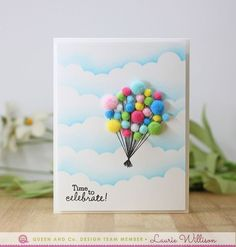 Time
to
celebrate!
QUEEN AND CO. DESIGN TEAM MEMBER • Laurie Willison